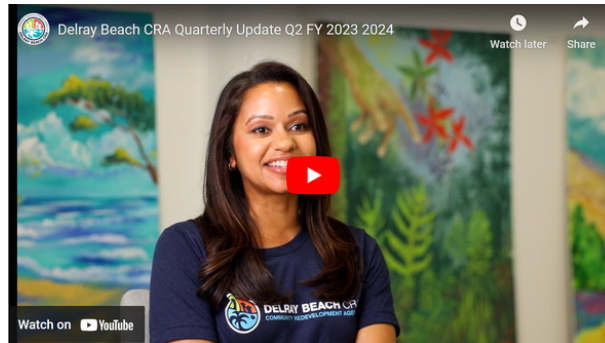 Delray Beach CRA Quarterly Update Q2 FY 2023 2024
Watch later
Share
DELRAY BEACH CRA
COMMUNITY REDEVELOPMENT AGENCY
Watch on YouTube